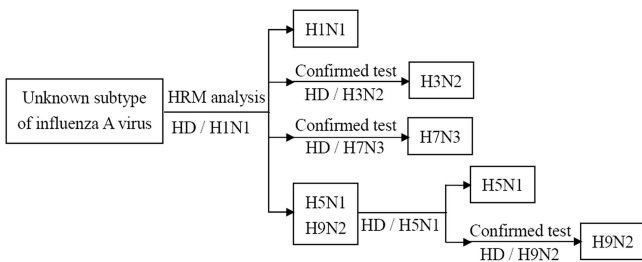 H1N1
Unknown subtype
of influenza A virus
HRM analysis
HD / H1N1
Confirmed test
HD / H3N2
H3N2
Confirmed test
HD / H7N3
H7N3
H5N1
H9N2
HD / H5N1
H5N1
Confirmed test
HD / H9N2
H9N2